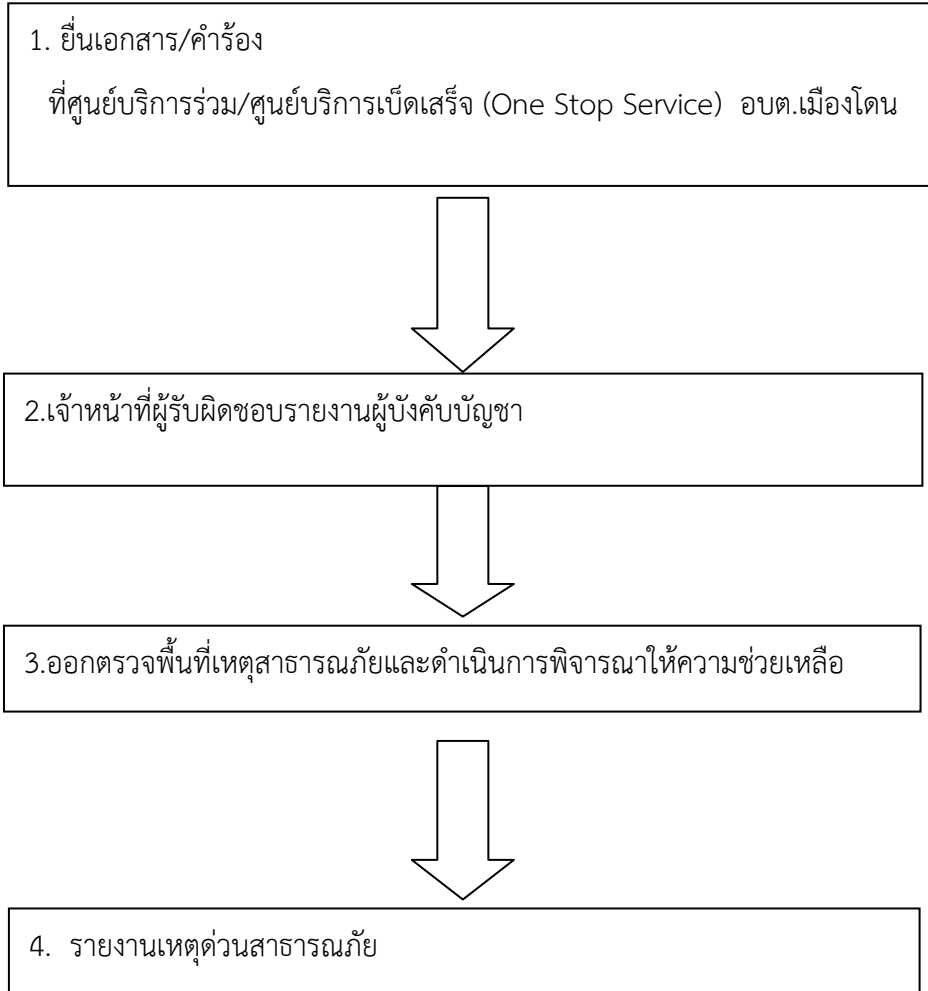 1. ยื่นเอกสาร/คำร้อง
ที่ศูนย์บริการร่วม/ศูนย์บริการเบ็ดเสร็จ (One Stop Service) อบต.เมืองโดน
2.เจ้าหน้าที่ผู้รับผิดชอบรายงานผู้บังคับบัญชา
3.ออกตรวจพื้นที่เหตุสาธารณภัยและดำเนินการพิจารณาให้ความช่วยเหลือ
4. รายงานเหตุด่วนสาธารณภัย